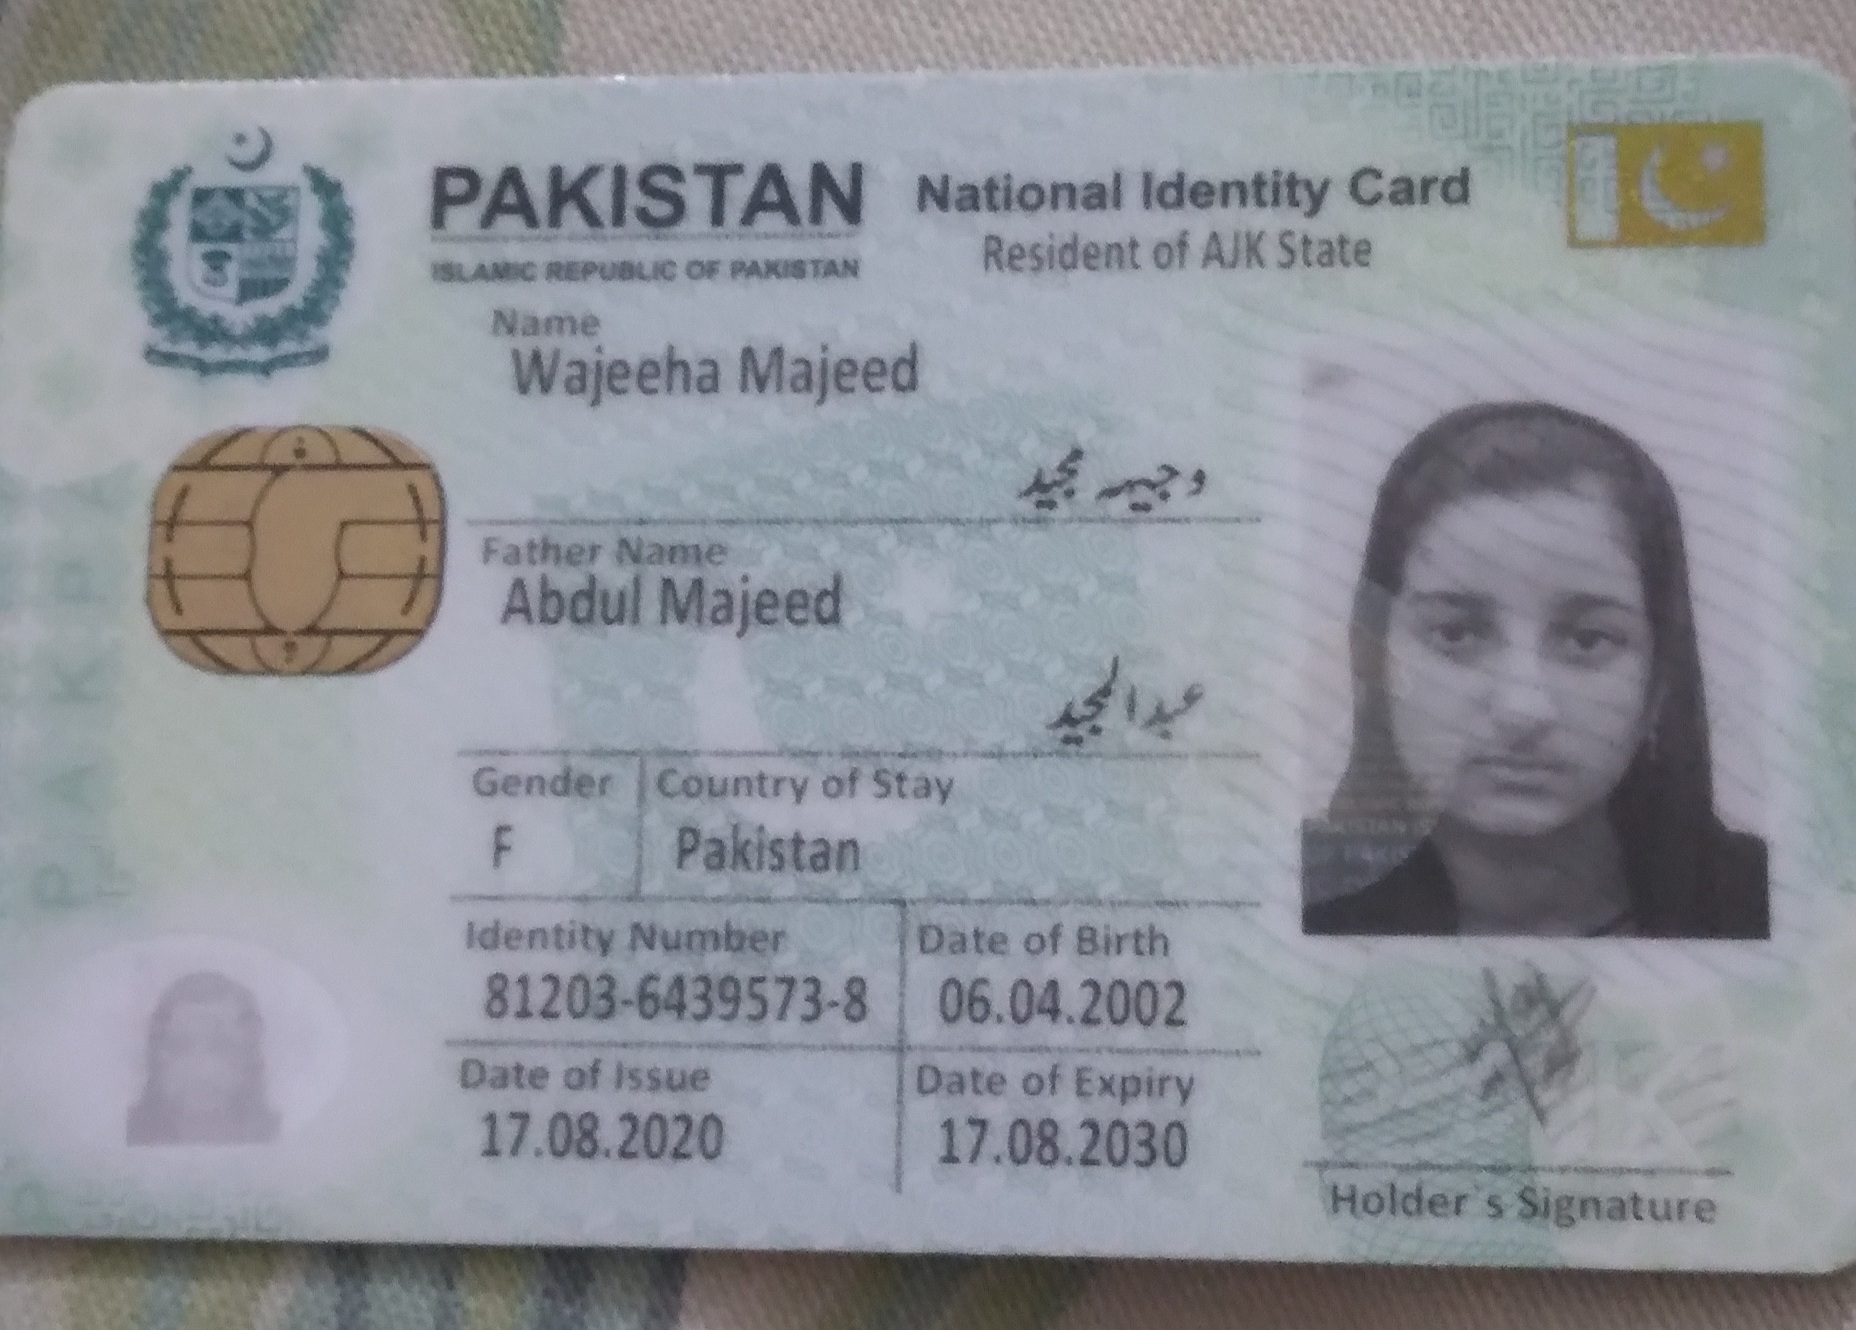 PAKISTAN National Identity Card
ISLAMIC REPUBLIC OF PAKISTAN Resident of AJK State
Name
Wajeeha Majeed
وجیہہ مجید
Father Name
Abdul Majeed
عبدالمجید
Gender Country of Stay
F Pakistan
Identity Number Date of Birth
81203-6439573-8 06.04.2002
Date of Issue Date of Expiry
17.08.2020 17.08.2030
Holder's Signature